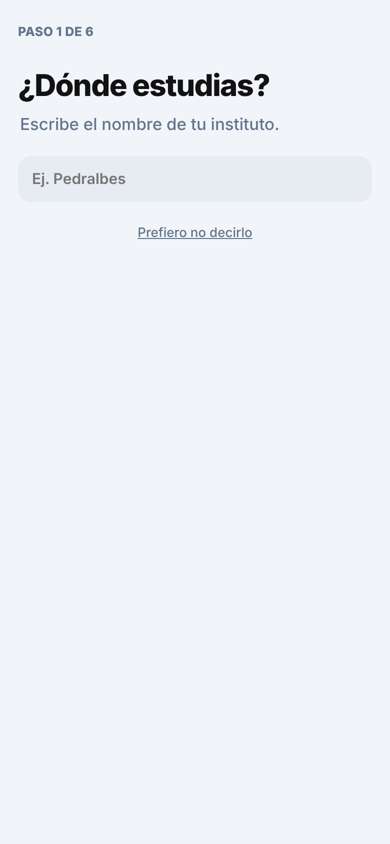 PASO 1 DE 6
¿Dónde estudias?
Escribe el nombre de tu instituto.
Ej. Pedralbes
Prefiero no decirlo